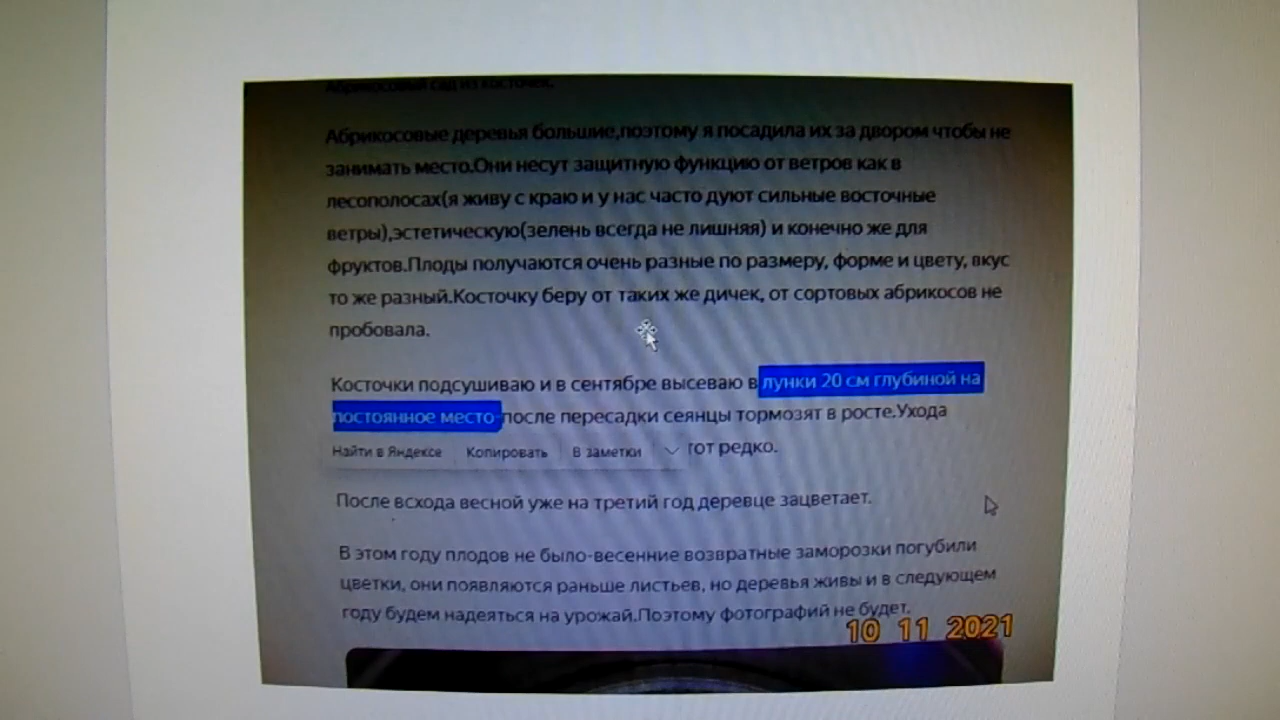 Абрикосовый сад из косточек.
Абрикосовые деревья большие,поэтому я посадила их за двором чтобы не
занимать место.Они несут защитную функцию от ветров как в
лесополосах(я живу с краю и у нас часто дуют сильные восточные
ветры),эстетическую(зелень всегда не лишняя) и конечно же для
фруктов.Плоды получаются очень разные по размеру, форме и цвету, вкус
то же разный.Косточку беру от таких же дичек, от сортовых абрикосов не
пробовала.
Косточки подсушиваю и в сентябре высеваю в лунки 20 см глубиной на
постоянное место-после пересадки сеянцы тормозят в росте.Ухода
Найти в Яндексе Копировать В заметки гот редко.
После всхода весной уже на третий год деревце зацветает.
В этом году плодов не было-весенние возвратные заморозки погубили
цветки, они появляются раньше листьев, но деревья живы и в следующем
году будем надеяться на урожай.Поэтому фотографий не будет.
10 11 2021